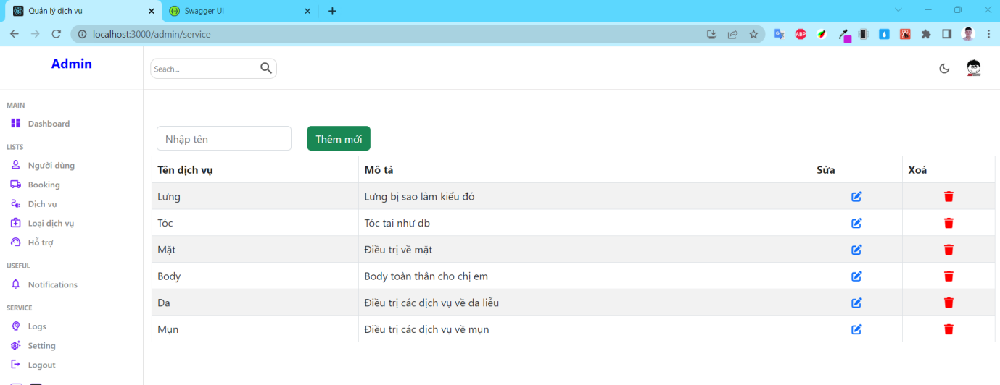 Quản lý dịch vụ
Swagger UI
localhost:3000/admin/service
ABP
Admin
Seach...
MAIN
Dashboard
LISTS
Người dùng
Booking
Dịch vụ
Loại dịch vụ
Hỗ trợ
USEFUL
Notifications
SERVICE
Logs
Setting
Logout
Nhập tên Thêm mới
Tên dịch vụ Mô tả Sửa Xoá
Lưng Lưng bị sao làm kiểu đó
Tóc Tóc tai như db
Mặt Điều trị về mặt
Body Body toàn thân cho chị em
Da Điều trị các dịch vụ về da liễu
Mụn Điều trị các dịch vụ về mụn